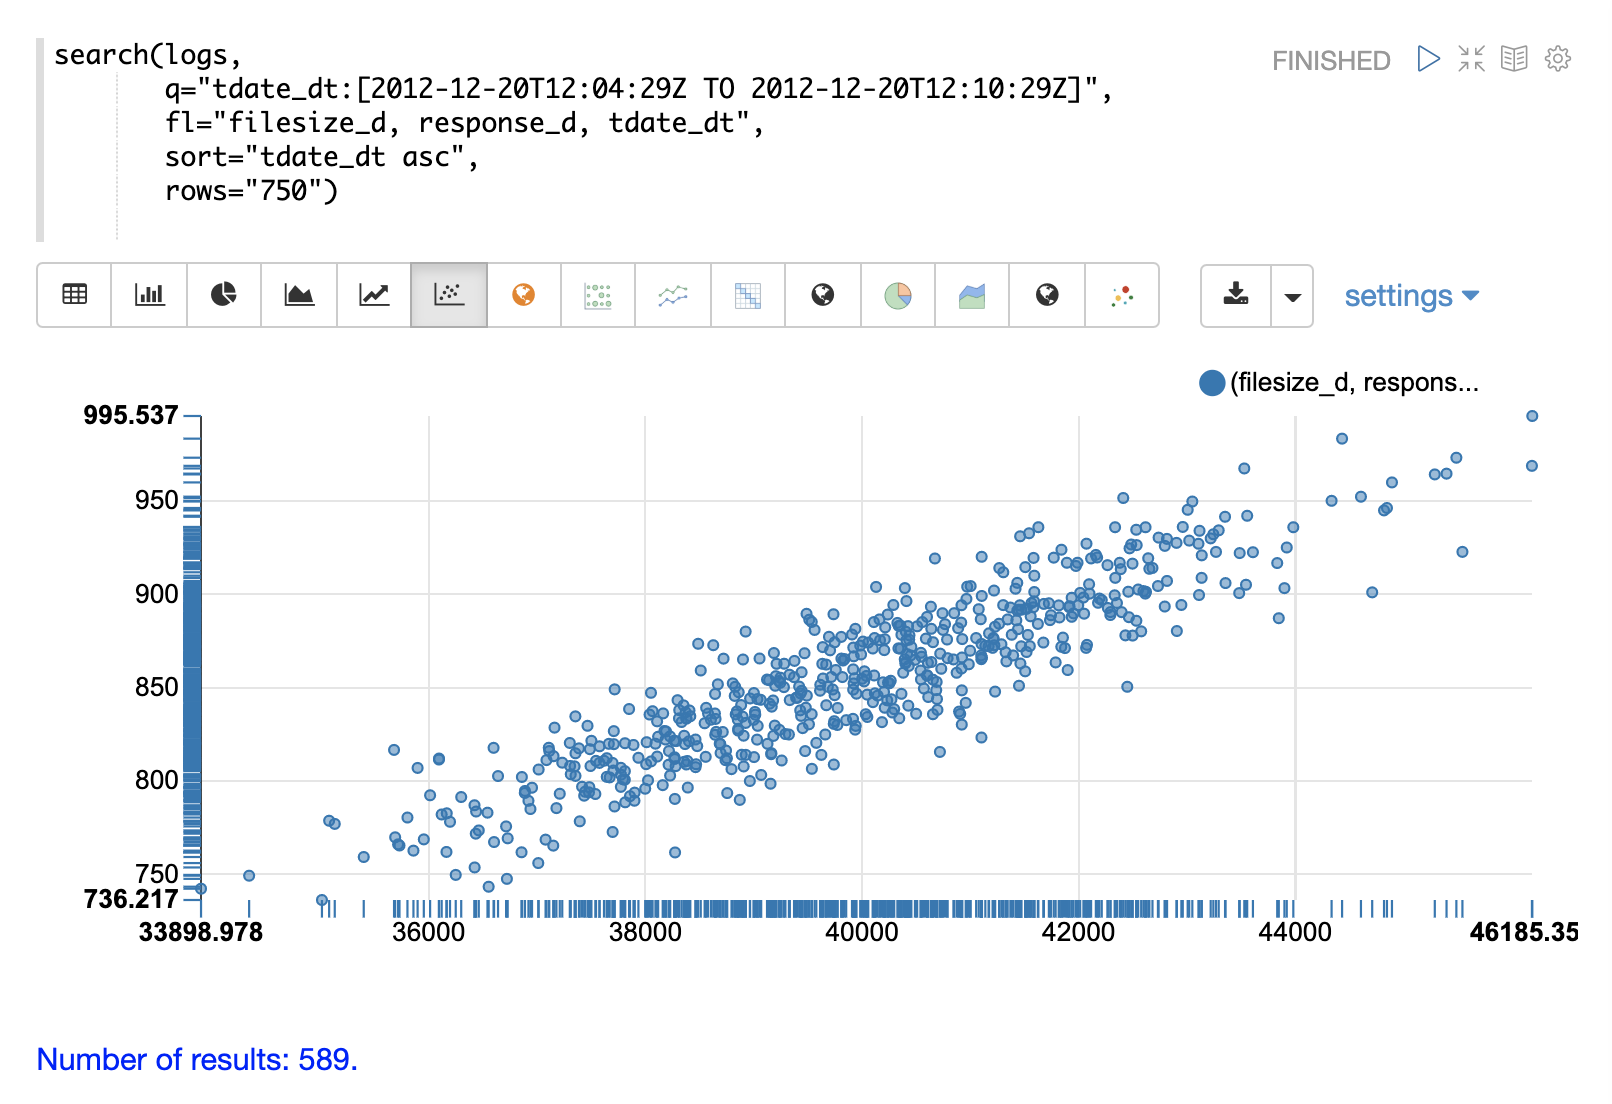 search(logs,
q="tdate_dt:[2012-12-20T12:04:29Z TO 2012-12-20T12:10:29Z]",
fl="filesize_d, response_d, tdate_dt",
sort="tdate_dt asc",
rows="750")
FINISHED
settings
(filesize_d, respons...
995.537
950
900
850
800
750
736.217
33898.978 36000 38000 40000 42000 44000 46185.35
Number of results: 589.